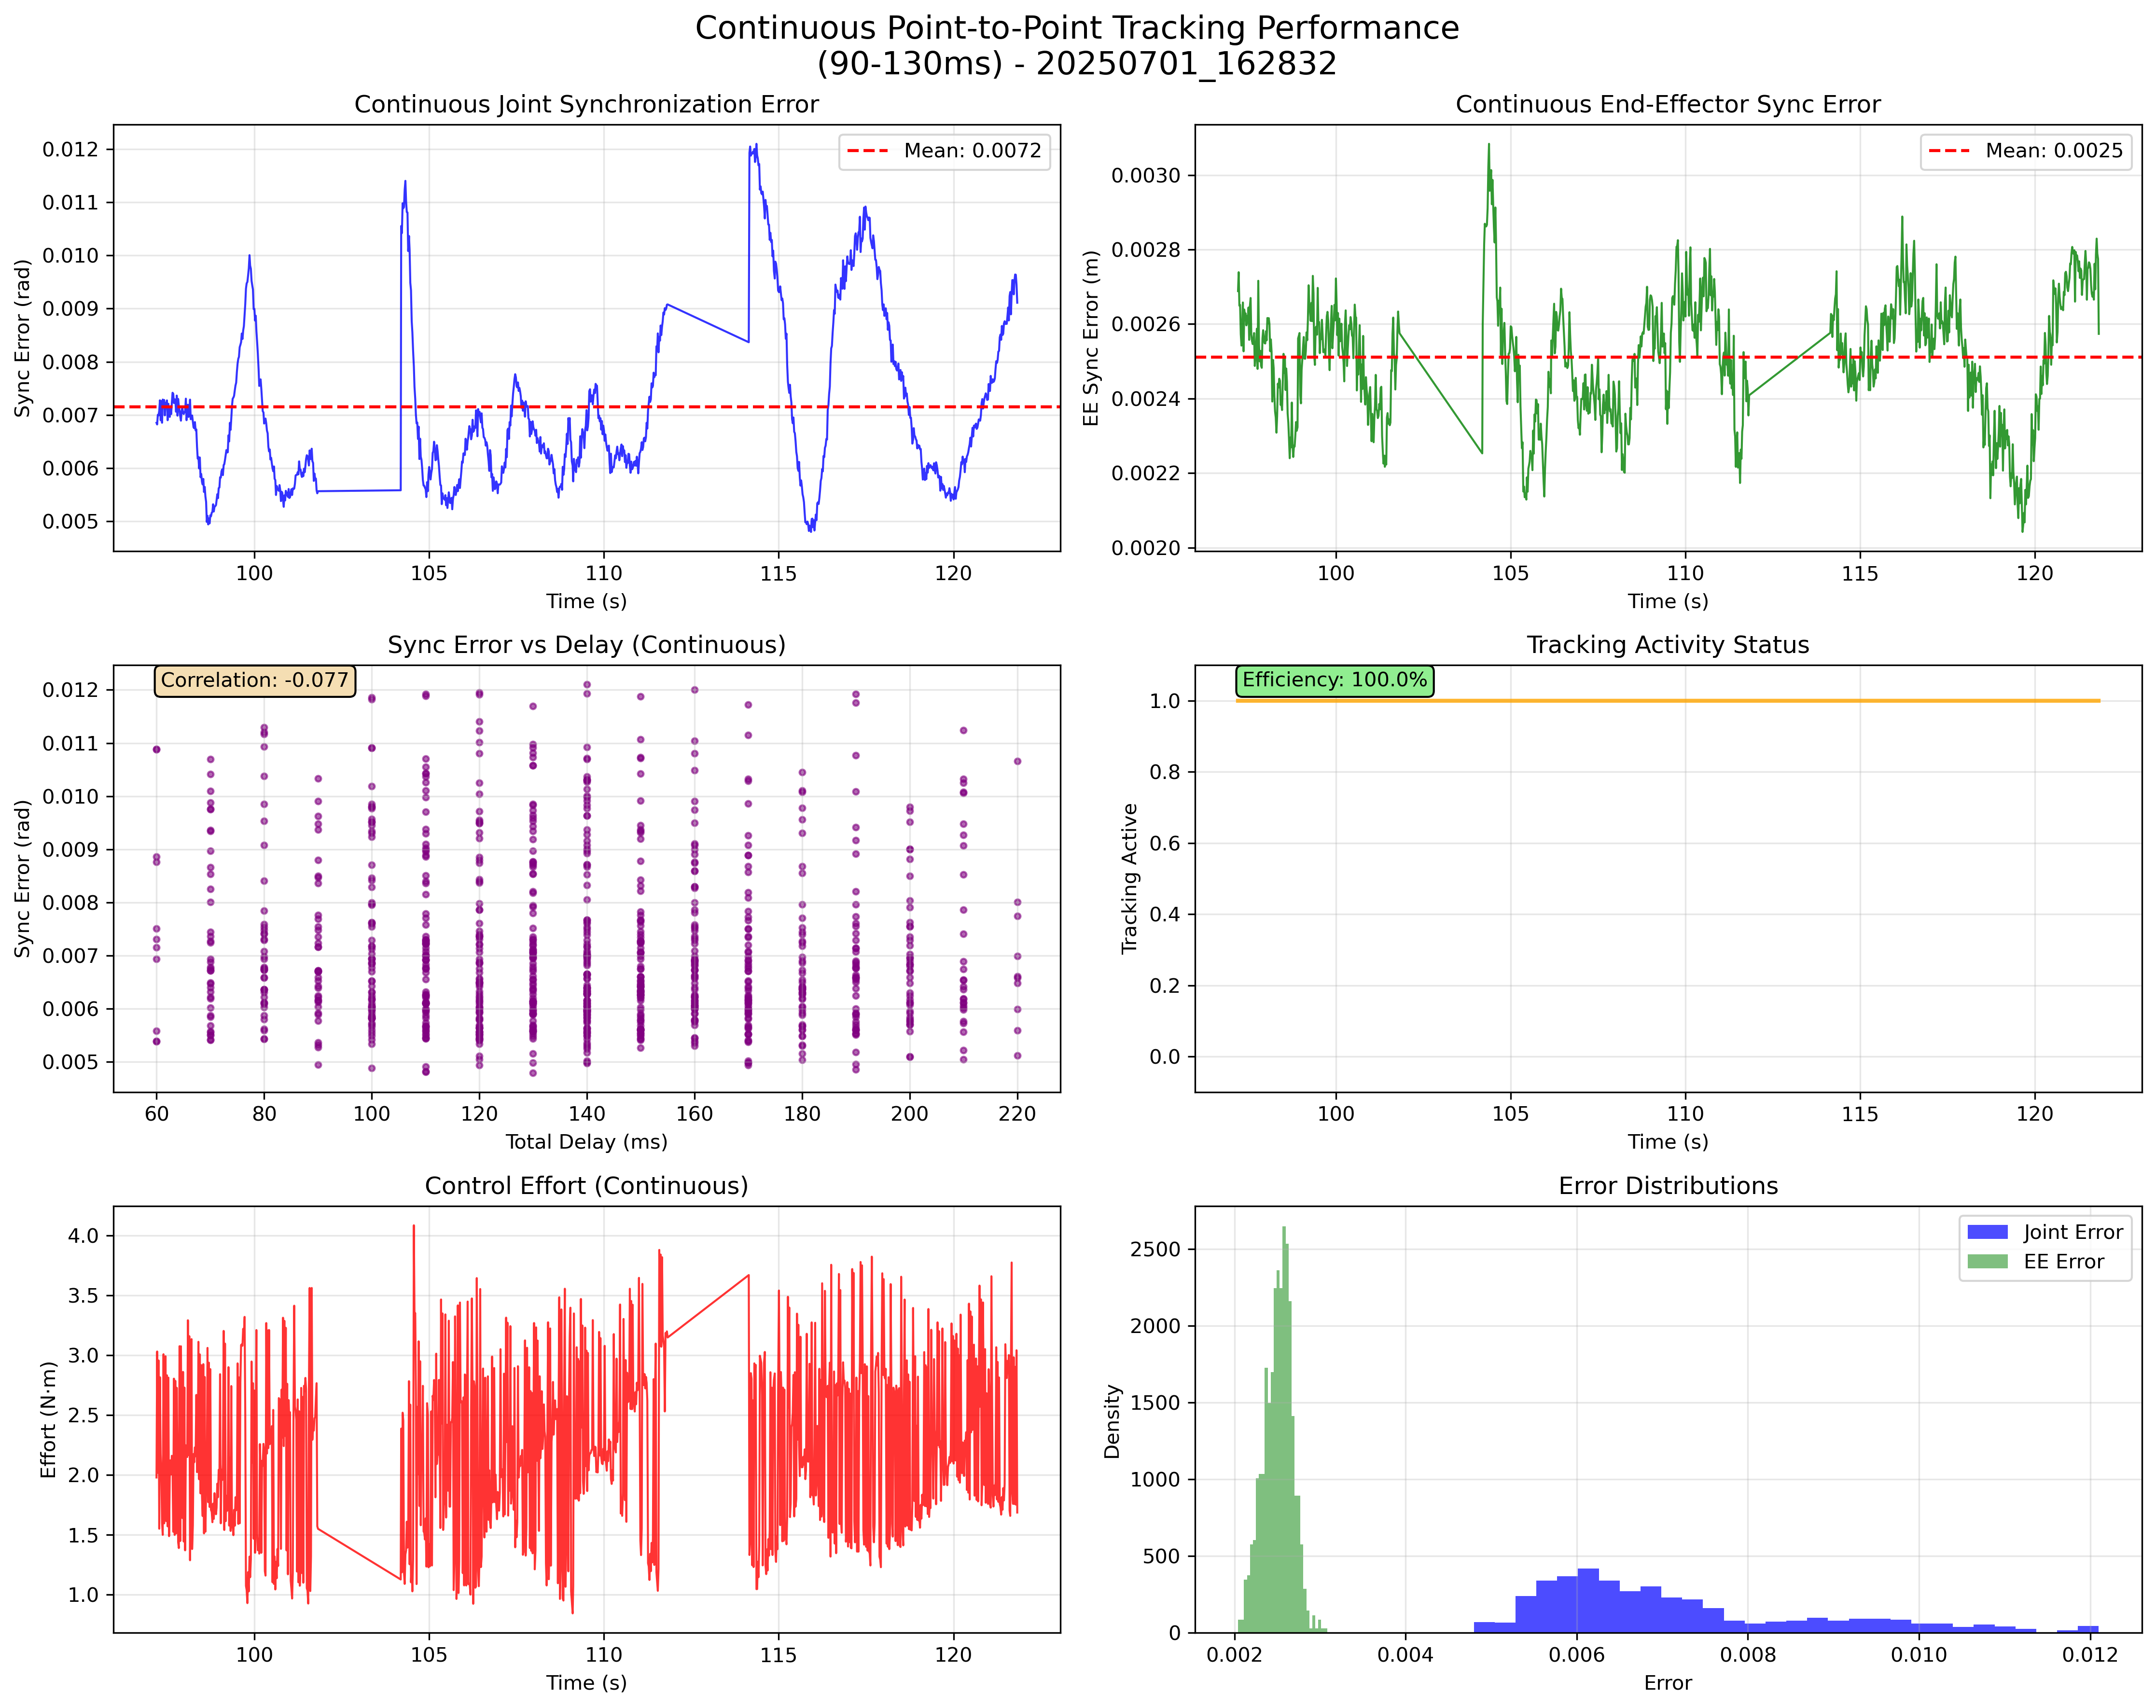 Continuous Point-to-Point Tracking Performance
(90-130ms) - 20250701_162832
Continuous Joint Synchronization Error
Sync Error (rad)
0.012
0.011
0.010
0.009
0.008
0.007
0.006
0.005
Mean: 0.0072
100
105
110
115
120
Time (s)
Continuous End-Effector Sync Error
EE Sync Error (m)
0.0030
0.0028
0.0026
0.0024
0.0022
0.0020
Mean: 0.0025
100
105
110
115
120
Time (s)
Sync Error vs Delay (Continuous)
Sync Error (rad)
0.012
0.011
0.010
0.009
0.008
0.007
0.006
0.005
Correlation: -0.077
60
80
100
120
140
160
180
200
220
Total Delay (ms)
Tracking Activity Status
Tracking Active
1.0
0.8
0.6
0.4
0.2
0.0
Efficiency: 100.0%
100
105
110
115
120
Time (s)
Control Effort (Continuous)
Effort (N·m)
4.0
3.5
3.0
2.5
2.0
1.5
1.0
100
105
110
115
120
Time (s)
Error Distributions
Density
2500
2000
1500
1000
500
0
Joint Error
EE Error
0.002
0.004
0.006
0.008
0.010
0.012
Error